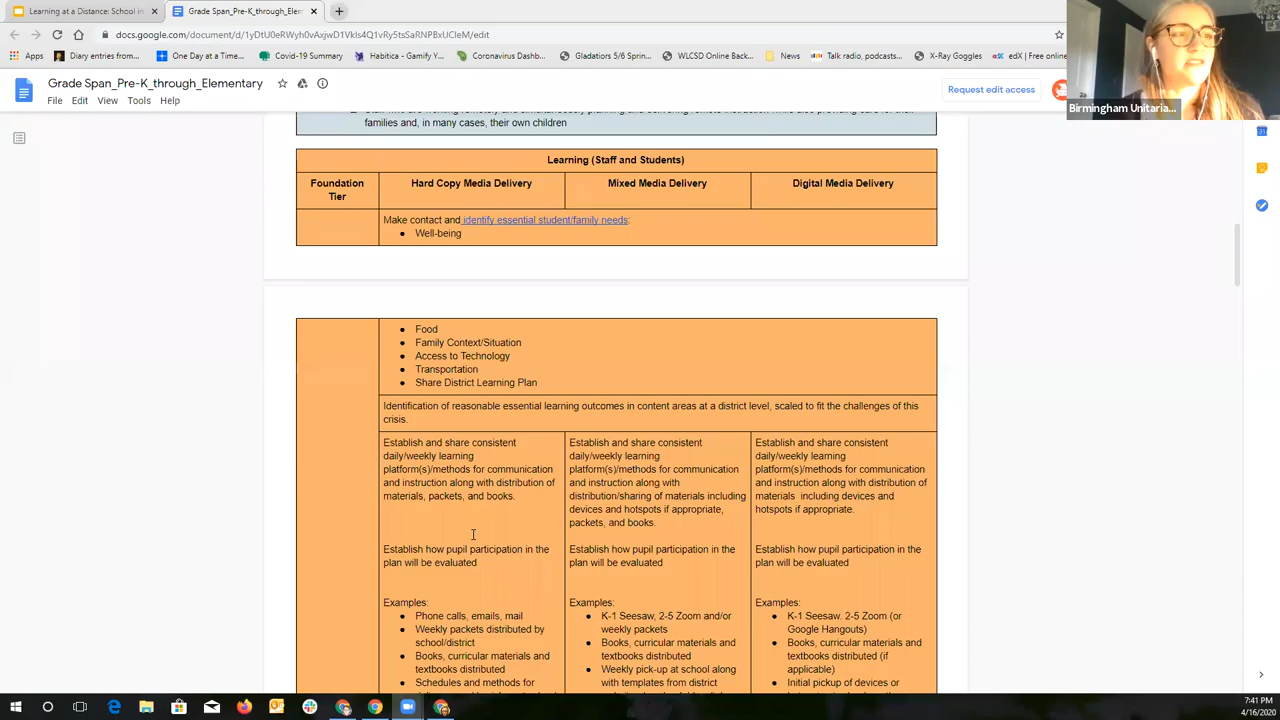 Learning at a Distance: School in
Grade Span_Pre-K_through_Elem
docs.google.com/document/d/1yDtU0eRWyh0vAxjwD1Vkls4Q1vRy5tsSaRNPBxUCIeM/edit
Apps
Diary entries from...
One Day at a Time...
Covid-19 Summary
Habitica - Gamify Y...
Coronavirus Dashb...
Gladiators 5/6 Sprin...
WLCSD Online Back...
News
Talk radio, podcasts...
X-Ray Goggles
edX | Free onlin
Birmingham Unitaria...
Grade Span_Pre-K_through_Elementary
File Edit View Tools Help
Request edit access
families and, in many cases, their own children
Learning (Staff and Students)
Foundation
Tier
Hard Copy Media Delivery
Mixed Media Delivery
Digital Media Delivery
Make contact and identify essential student/family needs:
● Well-being
● Food
● Family Context/Situation
● Access to Technology
● Transportation
● Share District Learning Plan
Identification of reasonable essential learning outcomes in content areas at a district level, scaled to fit the challenges of this
crisis.
Establish and share consistent
daily/weekly learning
platform(s)/methods for communication
and instruction along with distribution of
materials, packets, and books.
Establish how pupil participation in the
plan will be evaluated
Examples:
● Phone calls, emails, mail
● Weekly packets distributed by
school/district
● Books, curricular materials and
textbooks distributed
● Schedules and methods for
Establish and share consistent
daily/weekly learning
platform(s)/methods for communication
and instruction along with
distribution/sharing of materials including
devices and hotspots if appropriate,
packets, and books.
Establish how pupil participation in the
plan will be evaluated
Examples:
● K-1 Seesaw, 2-5 Zoom and/or
weekly packets
● Books, curricular materials and
textbooks distributed
● Weekly pick-up at school along
with templates from district
Establish and share consistent
daily/weekly learning
platform(s)/methods for communication
and instruction along with distribution of
materials including devices and
hotspots if appropriate.
Establish how pupil participation in the
plan will be evaluated
Examples:
● K-1 Seesaw. 2-5 Zoom (or
Google Hangouts)
● Books, curricular materials and
textbooks distributed (if
applicable)
● Initial pickup of devices or
7:41 PM
4/16/2020